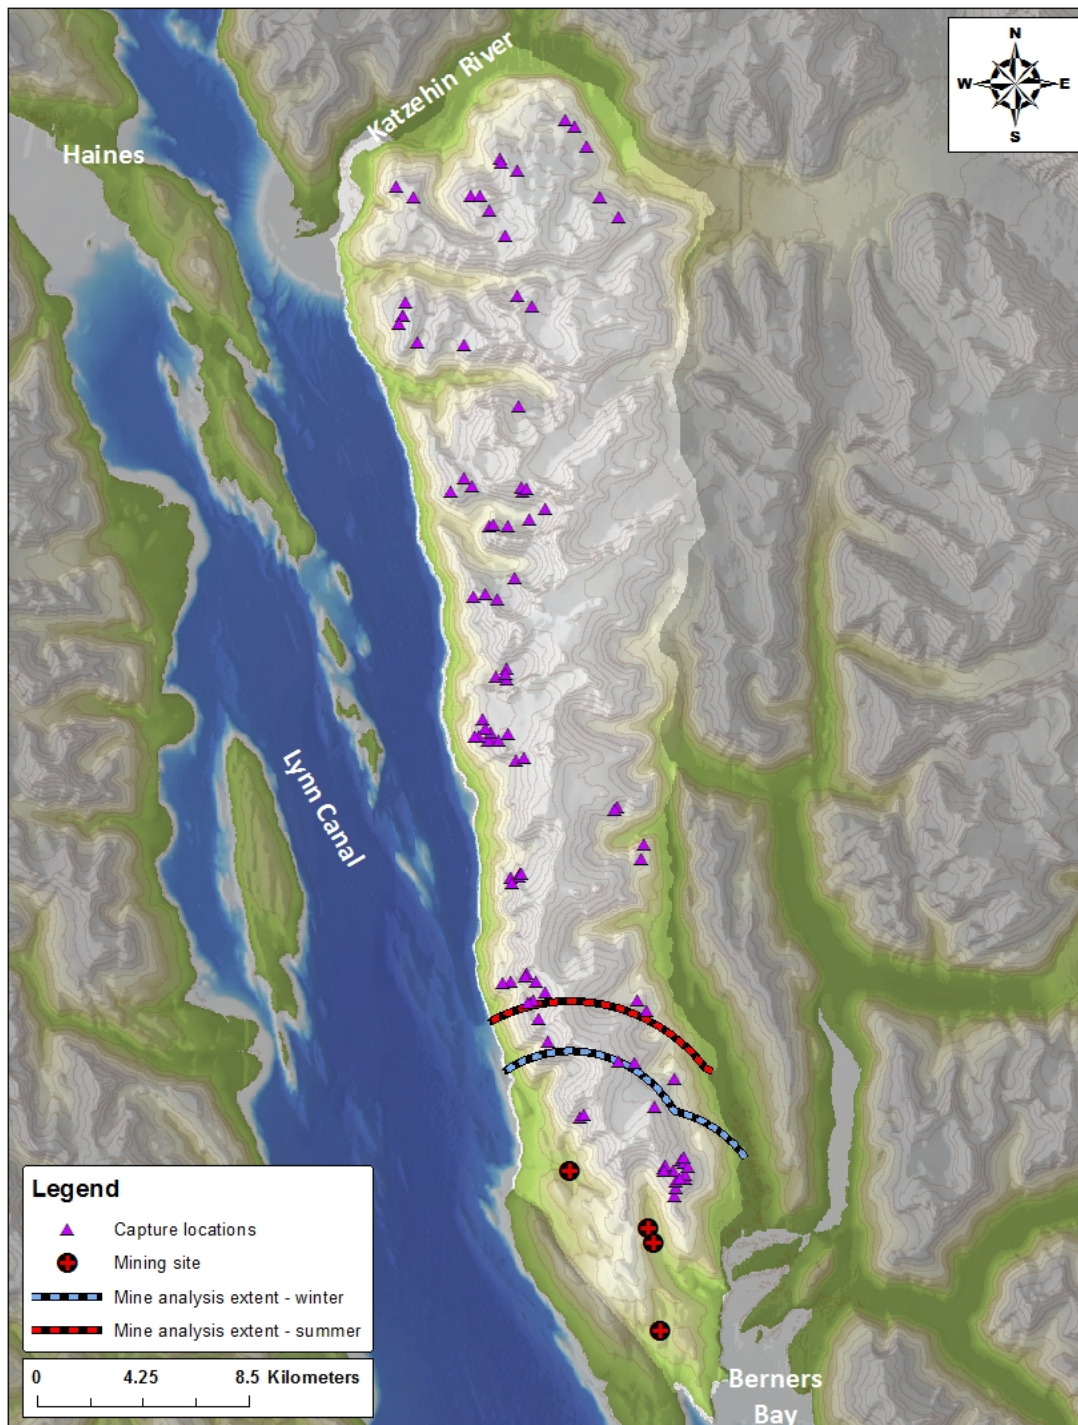 N
W E
S
Katzehin River
Haines
Lynn Canal
Legend
Capture locations
Mining site
Mine analysis extent - winter
Mine analysis extent - summer
0 4.25 8.5 Kilometers
Berners
Bay